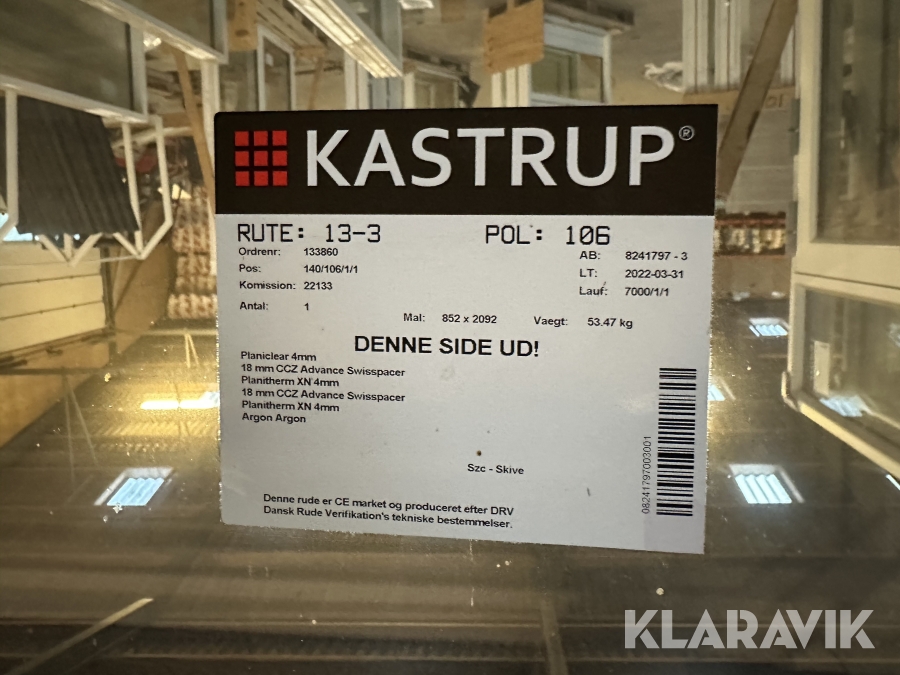 KASTRUP®
RUTE: 13-3 POL: 106
Ordrenr: 133860 AB: 8241797 - 3
Pos: 140/106/1/1 LT: 2022-03-31
Komission: 22133 Lauf: 7000/1/1
Antal: 1
Mal: 852 x 2092 Vaegt: 53.47 kg
DENNE SIDE UD!
Planiclear 4mm
18 mm CCZ Advance Swisspacer
Planitherm XN 4mm
18 mm CCZ Advance Swisspacer
Planitherm XN 4mm
Argon Argon
Szc - Skive
08241797003001
Denne rude er CE market og produceret efter DRV
Dansk Rude Verifikation's tekniske bestemmelser.
KLARAVIK